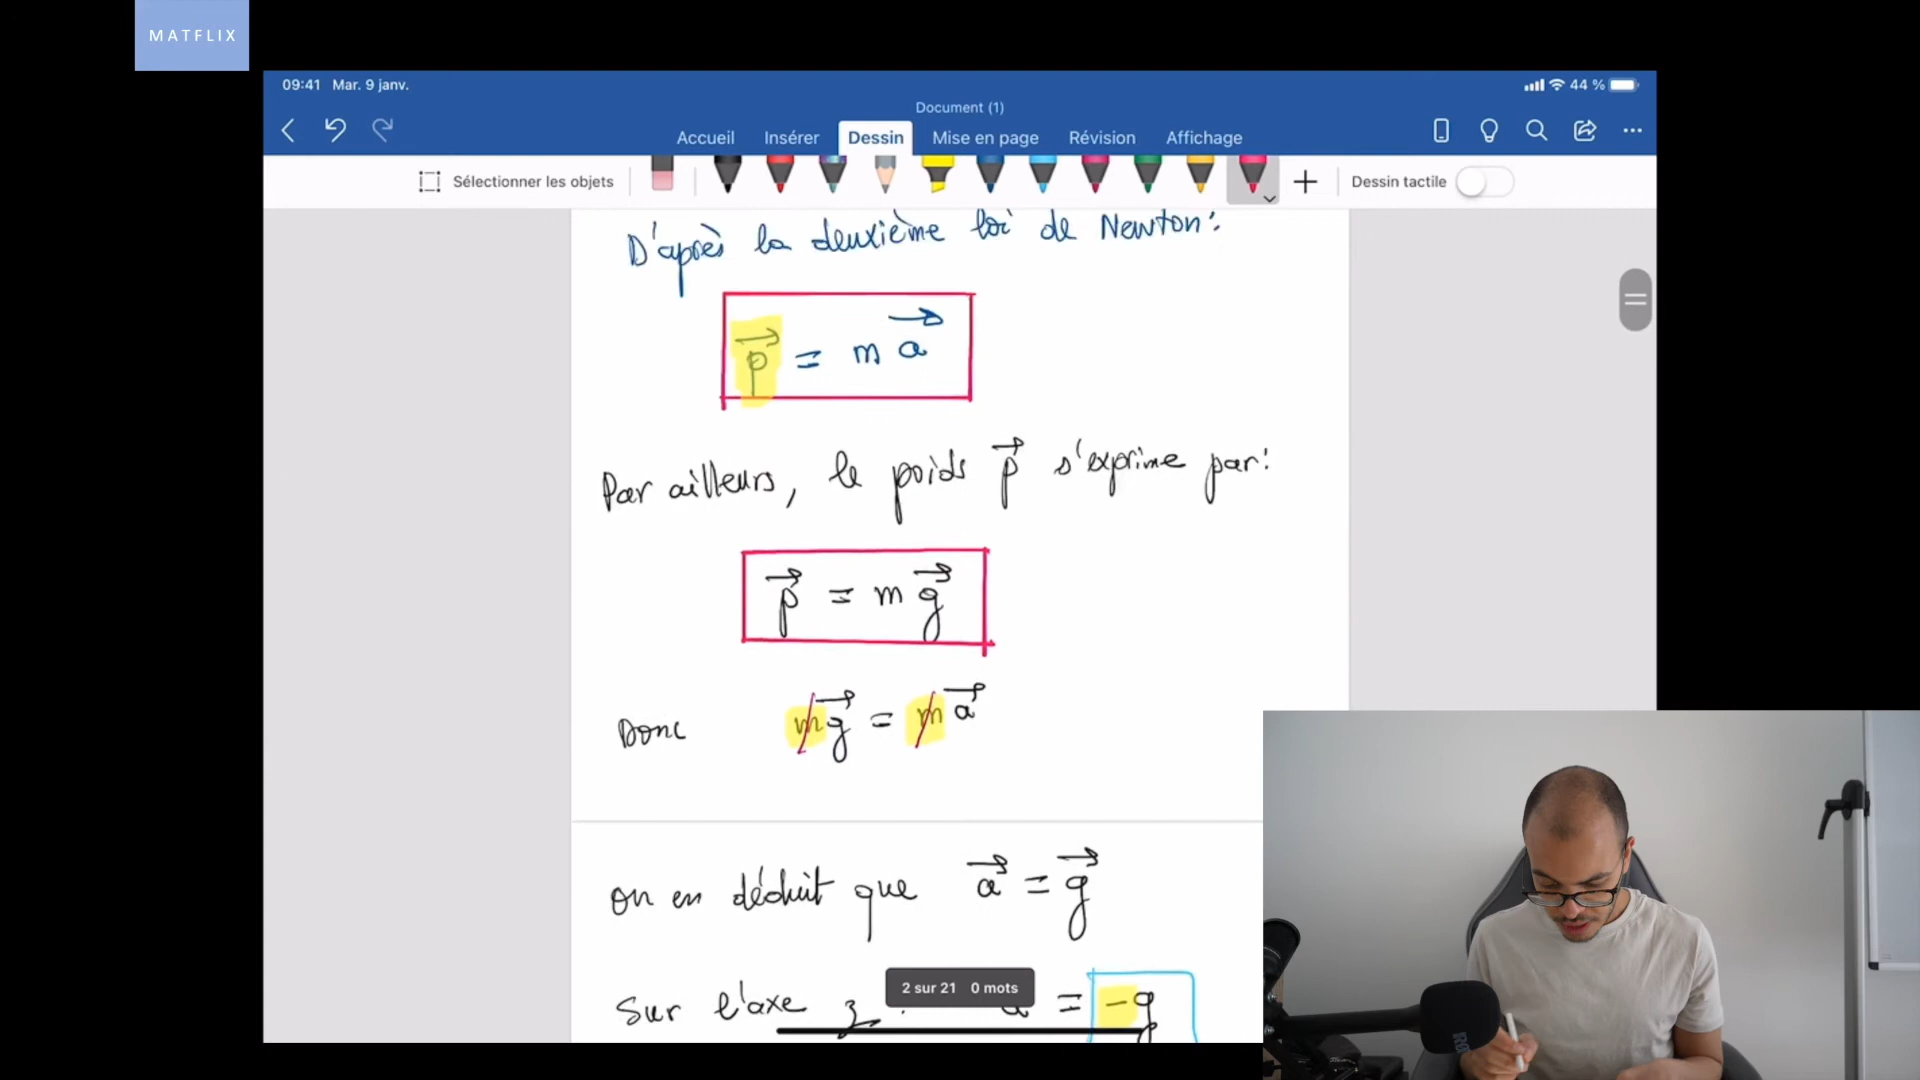 MATFLIX
09:41 Mar. 9 janv.
44 %
Document (1)
Accueil Insérer Dessin Mise en page Révision Affichage
Sélectionner les objets
Dessin tactile
D'après la deuxième loi de Newton:
p⃗ = m a⃗
Par ailleurs, le poids p⃗ s'exprime par:
p⃗ = m g⃗
Donc m g⃗ = m a⃗
On en déduit que a⃗ = g⃗
Sur l'axe z : a = -g
2 sur 21 0 mots